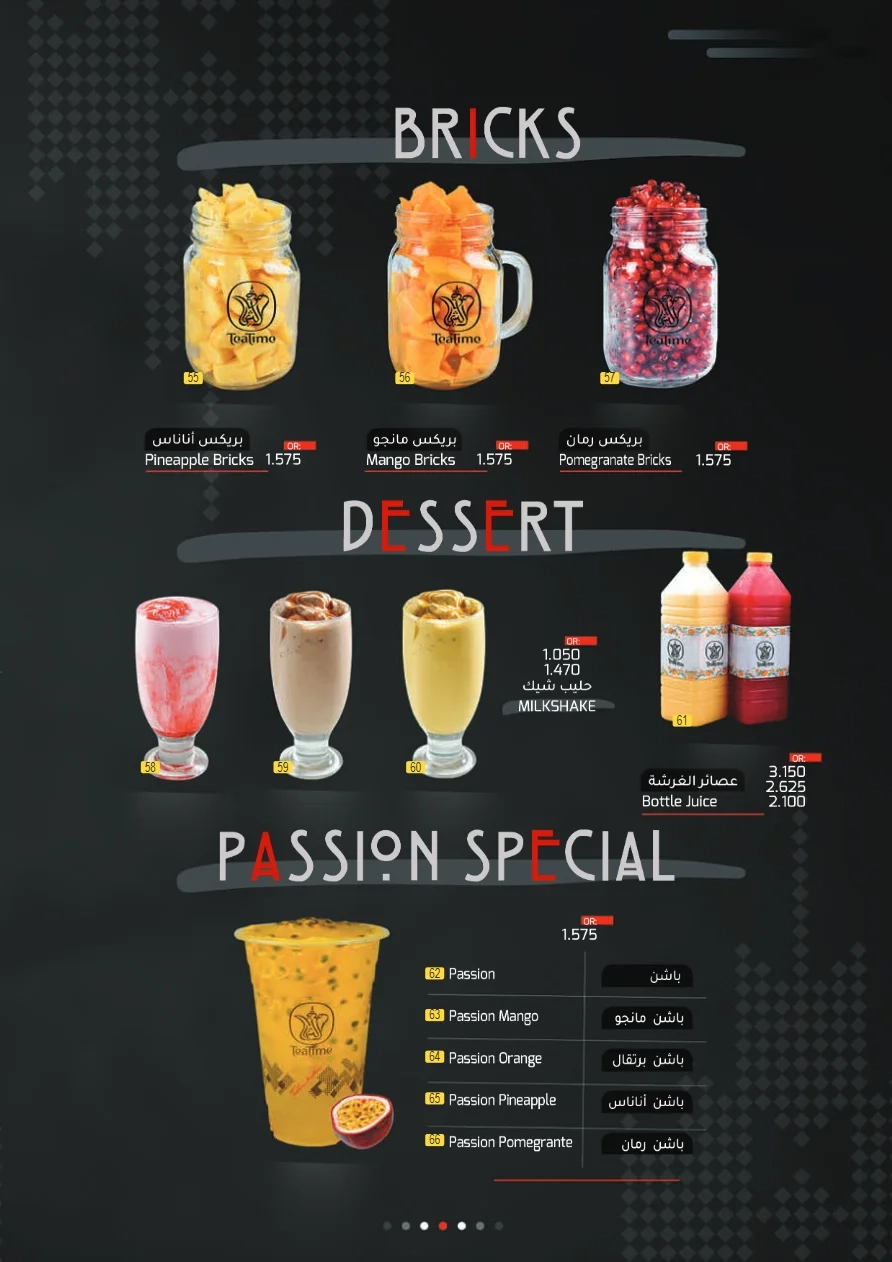 BRICKS
TeaTime
TeaTime
TeaTime
55
56
57
بريكس أناناس
OR:
Pineapple Bricks 1.575
بريكس مانجو
OR:
Mango Bricks 1.575
بريكس رمان
OR:
Pomegranate Bricks 1.575
DESSERT
OR:
1.050
1.470
حليب شيك
MILKSHAKE
58
59
60
61
OR:
عصائر الغرشة
Bottle Juice
3.150
2.625
2.100
PASSION SPECIAL
OR:
1.575
TeaTime
62 Passion باشن
63 Passion Mango باشن مانجو
64 Passion Orange باشن برتقال
65 Passion Pineapple باشن أناناس
66 Passion Pomegrante باشن رمان